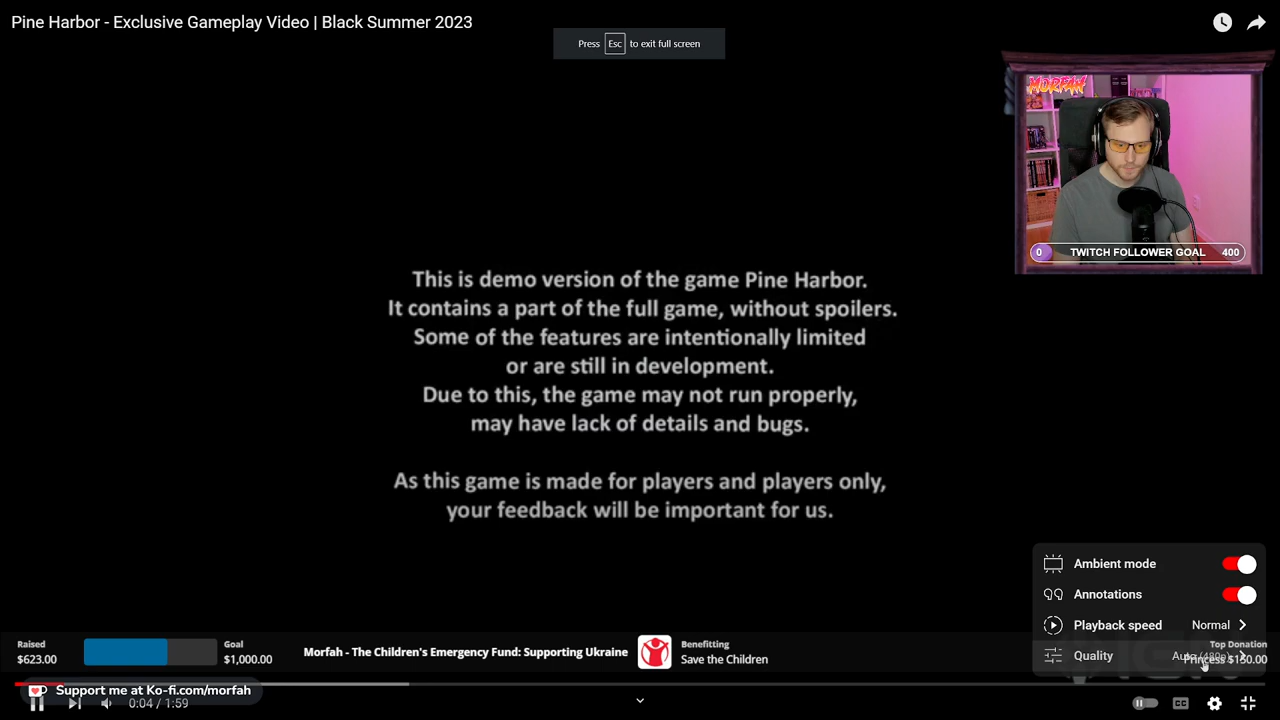 Pine Harbor - Exclusive Gameplay Video | Black Summer 2023
Press Esc to exit full screen
MORFAH
0 TWITCH FOLLOWER GOAL 400
This is demo version of the game Pine Harbor.
It contains a part of the full game, without spoilers.
Some of the features are intentionally limited
or are still in development.
Due to this, the game may not run properly,
may have lack of details and bugs.
As this game is made for players and players only,
your feedback will be important for us.
Ambient mode
Annotations
Playback speed Normal
Quality Auto (480p)
Raised
$623.00
Goal
$1,000.00
Morfah - The Children's Emergency Fund: Supporting Ukraine
Benefitting
Save the Children
Top Donation
Princess $150.00
Support me at Ko-fi.com/morfah
0:04 / 1:59
CC